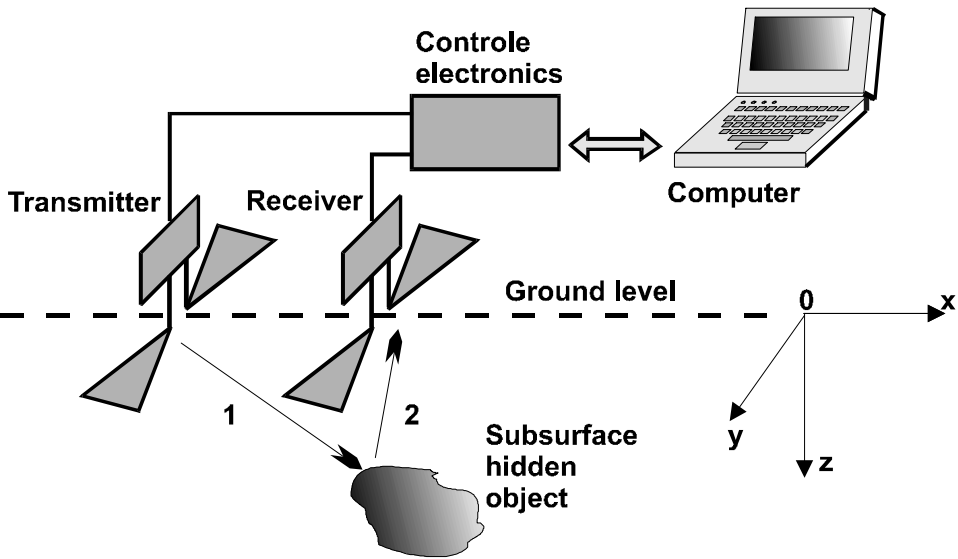 Controle
electronics
Computer
Transmitter
Receiver
Ground level
0
x
y
z
1
2
Subsurface
hidden
object